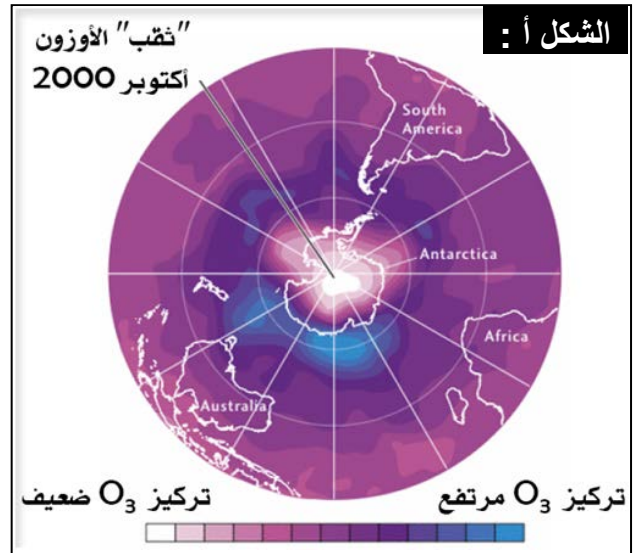 الشكل أ :
"ثقب" الأوزون
أكتوبر 2000
South
America
Antarctica
Africa
Australia
تركيز O₃ مرتفع
تركيز O₃ ضعيف